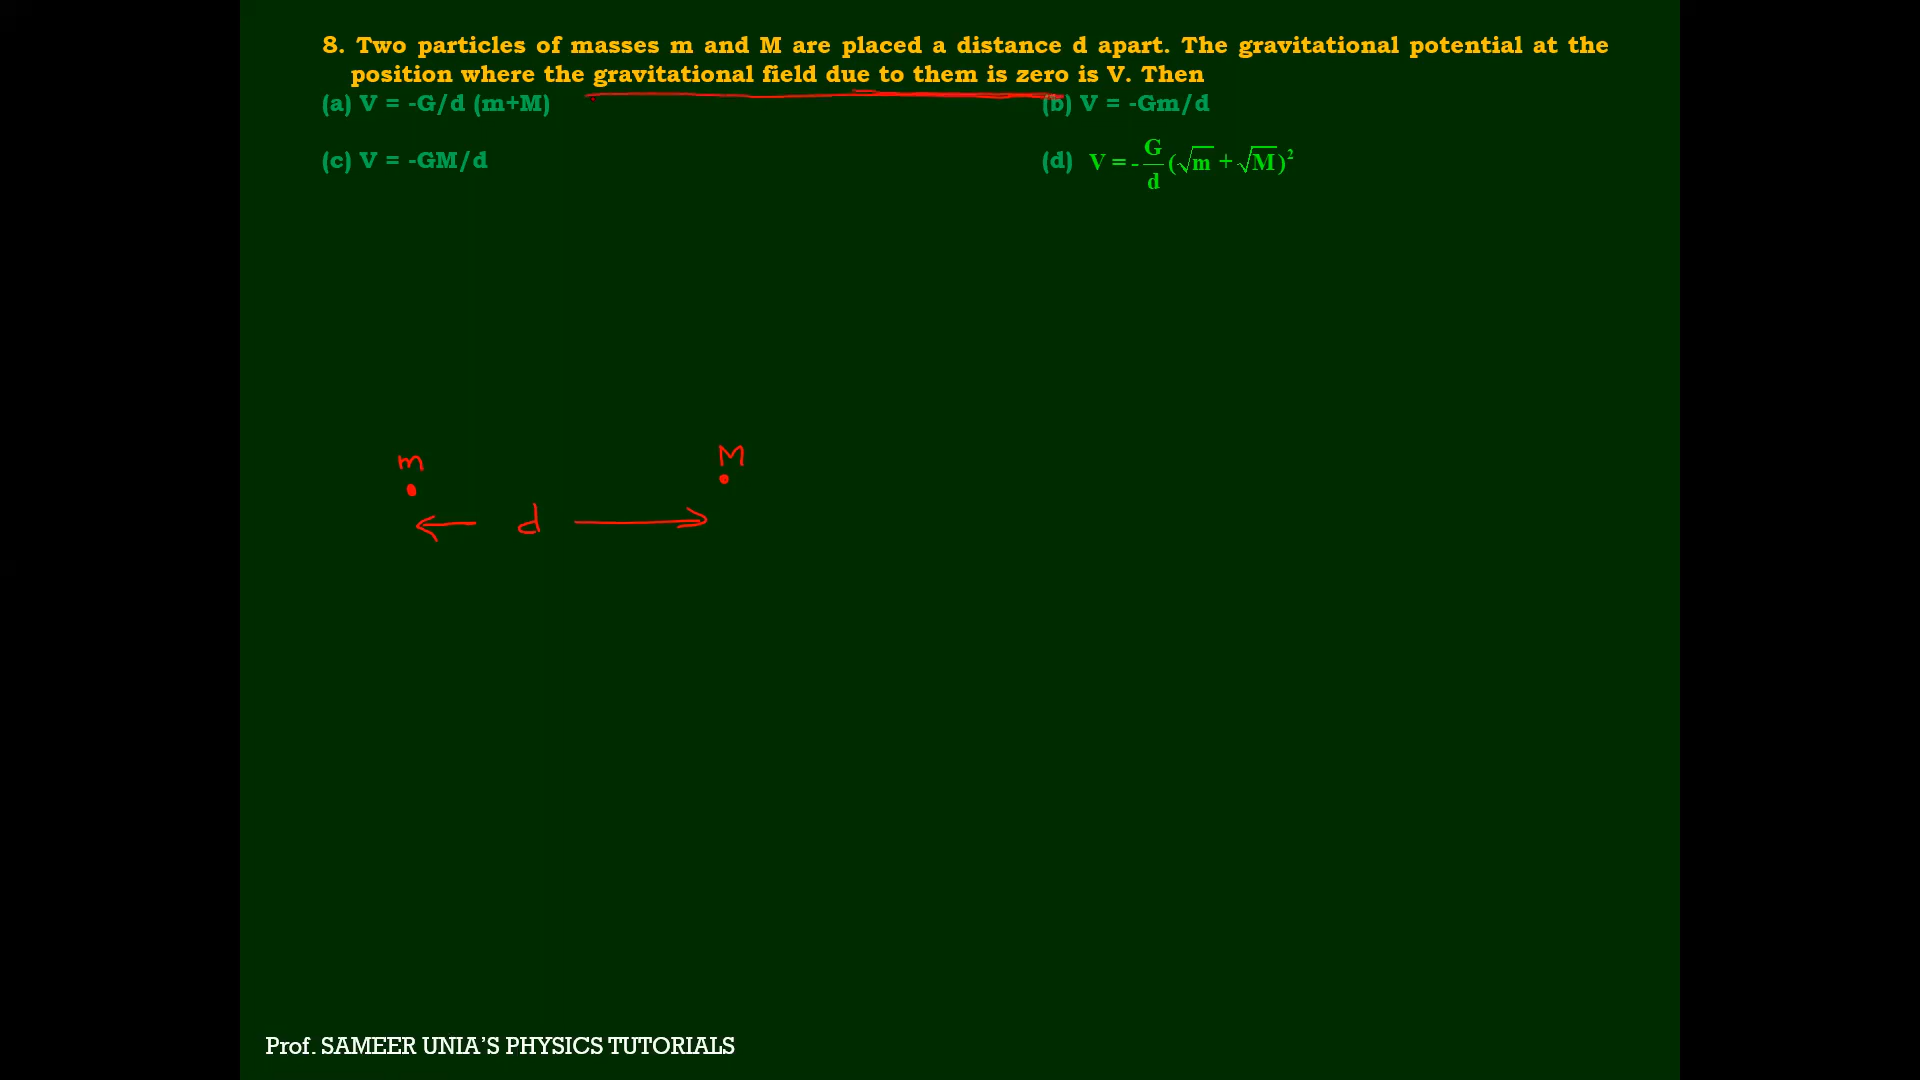 8. Two particles of masses m and M are placed a distance d apart. The gravitational potential at the
position where the gravitational field due to them is zero is V. Then
(a) V = -G/d (m+M) (b) V = -Gm/d
(c) V = -GM/d (d) V = -G/d (√m + √M)²
m M
d
Prof. SAMEER UNIA'S PHYSICS TUTORIALS